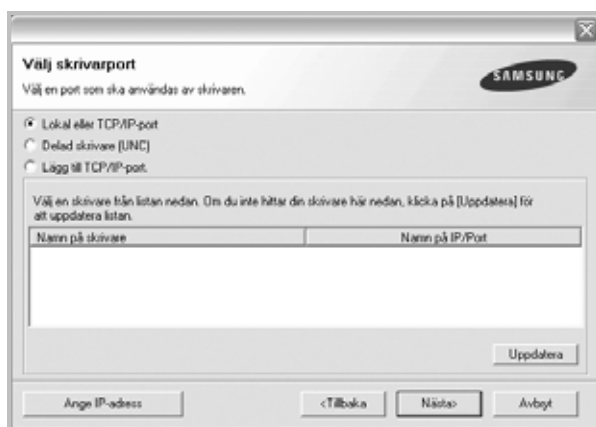 Välj skrivarport
Välj en port som ska användas av skrivaren.
SAMSUNG
Lokal eller TCP/IP-port
Delad skrivare (UNC)
Lägg till TCP/IP-port.
Välj en skrivare från listan nedan. Om du inte hittar din skrivare här nedan, klicka på [Uppdatera] för
att uppdatera listan.
Namn på skrivare Namn på IP/Port
Uppdatera
Ange IP-adress <Tillbaka Nästa> Avbryt